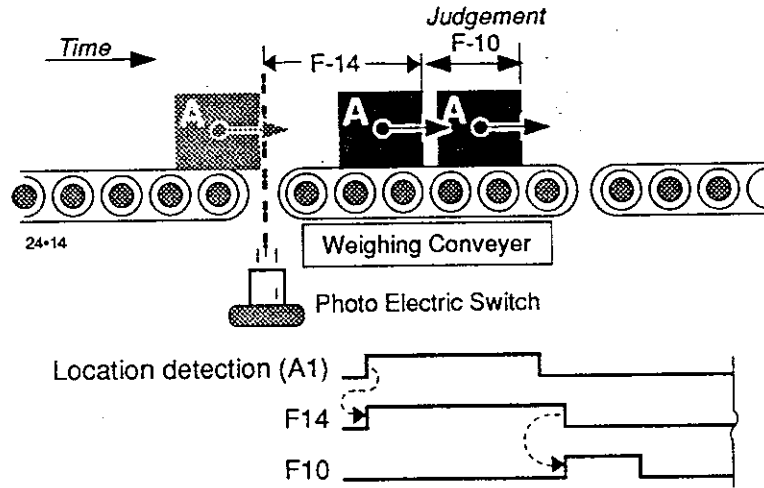 Judgement
Time
F-14
F-10
A
A
A
24•14
Weighing Conveyer
Photo Electric Switch
Location detection (A1)
F14
F10